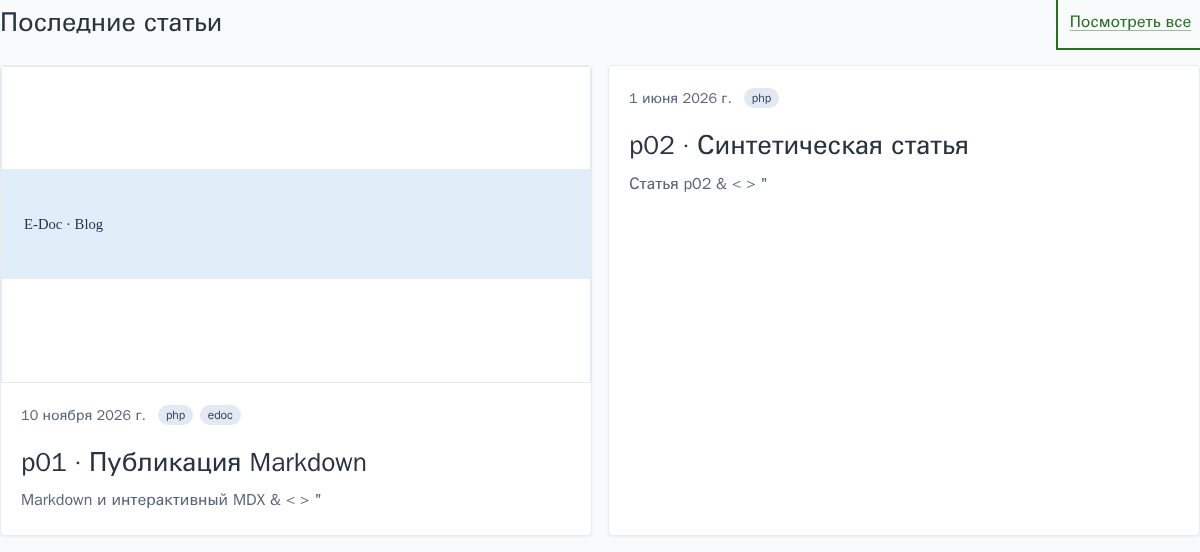 Последние статьи
Посмотреть все
E-Doc · Blog
10 ноября 2026 г. php edoc
p01 · Публикация Markdown
Markdown и интерактивный MDX & < > "
1 июня 2026 г. php
p02 · Синтетическая статья
Статья p02 & < > "